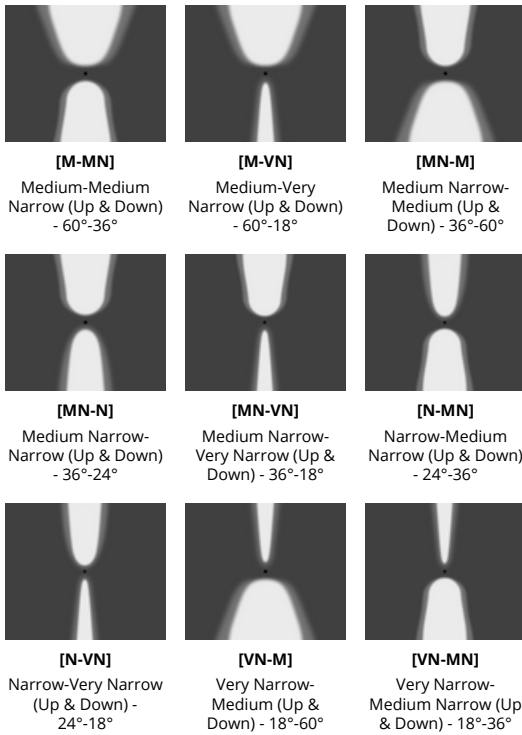 [M-MN]
Medium-Medium
Narrow (Up & Down)
- 60°-36°
[M-VN]
Medium-Very
Narrow (Up & Down)
- 60°-18°
[MN-M]
Medium Narrow-
Medium (Up &
Down) - 36°-60°
[MN-N]
Medium Narrow-
Narrow (Up & Down)
- 36°-24°
[MN-VN]
Medium Narrow-
Very Narrow (Up &
Down) - 36°-18°
[N-MN]
Narrow-Medium
Narrow (Up & Down)
- 24°-36°
[N-VN]
Narrow-Very Narrow
(Up & Down) -
24°-18°
[VN-M]
Very Narrow-
Medium (Up &
Down) - 18°-60°
[VN-MN]
Very Narrow-
Medium Narrow (Up
& Down) - 18°-36°